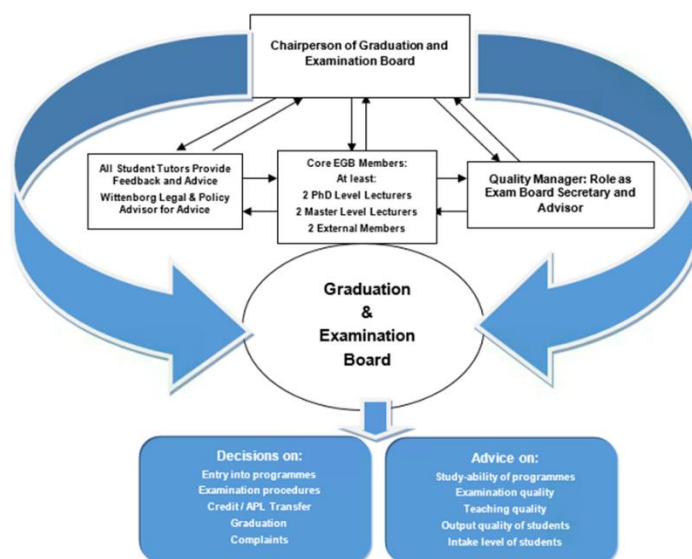 Chairperson of Graduation and
Examination Board
All Student Tutors Provide
Feedback and Advice
Wittenborg Legal & Policy
Advisor for Advice
Core EGB Members:
At least:
2 PhD Level Lecturers
2 Master Level Lecturers
2 External Members
Quality Manager: Role as
Exam Board Secretary and
Advisor
Graduation
&
Examination
Board
Decisions on:
Entry into programmes
Examination procedures
Credit / APL Transfer
Graduation
Complaints
Advice on:
Study-ability of programmes
Examination quality
Teaching quality
Output quality of students
Intake level of students